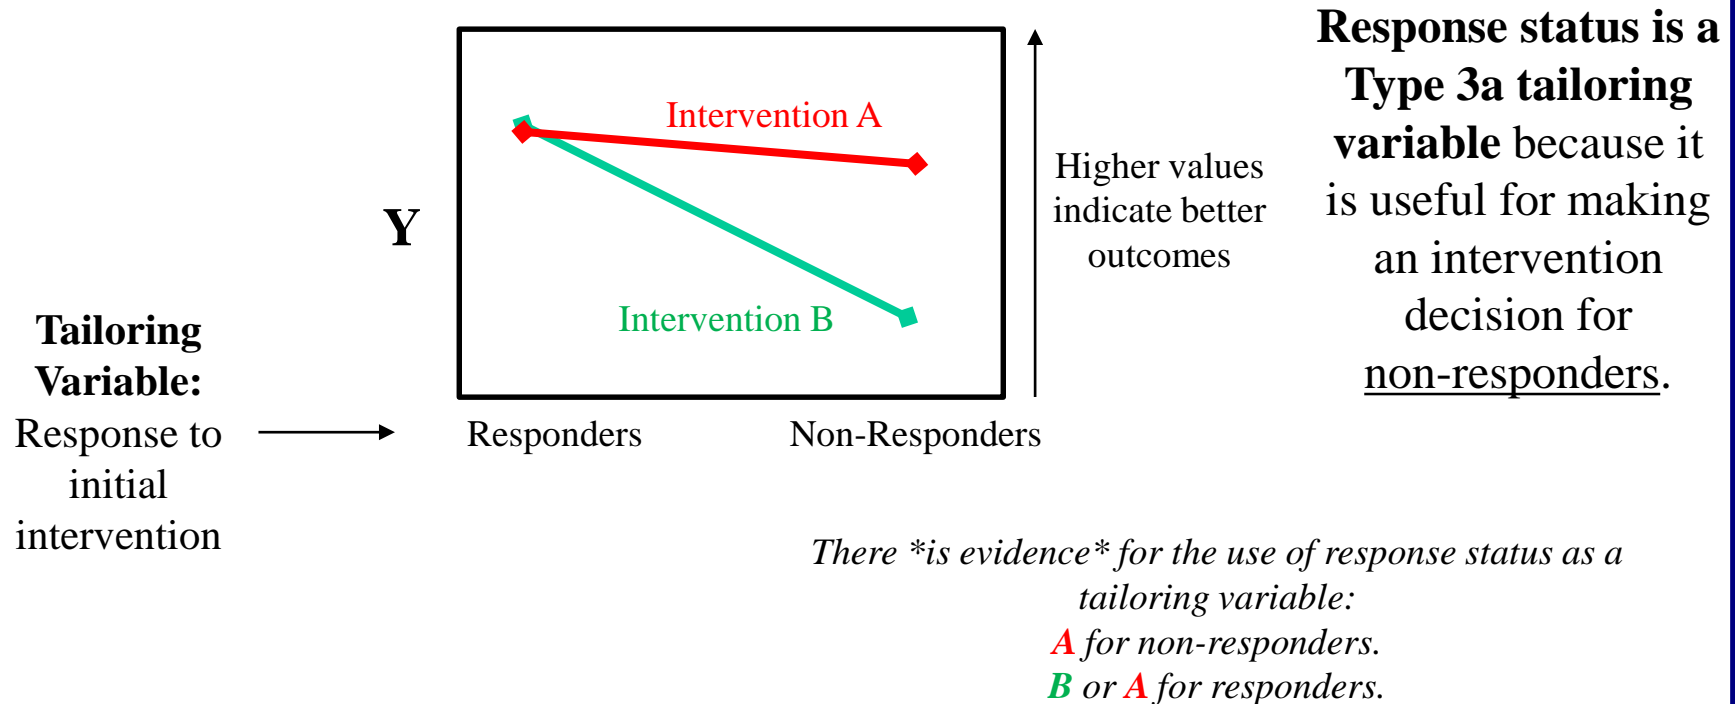 Response status is a
Type 3a tailoring
variable because it
is useful for making
an intervention
decision for
non-responders.
Intervention A
Higher values
indicate better
outcomes
Y
Intervention B
Tailoring
Variable:
Response to
initial
intervention
Responders
Non-Responders
There *is evidence* for the use of response status as a
tailoring variable:
A for non-responders.
B or A for responders.